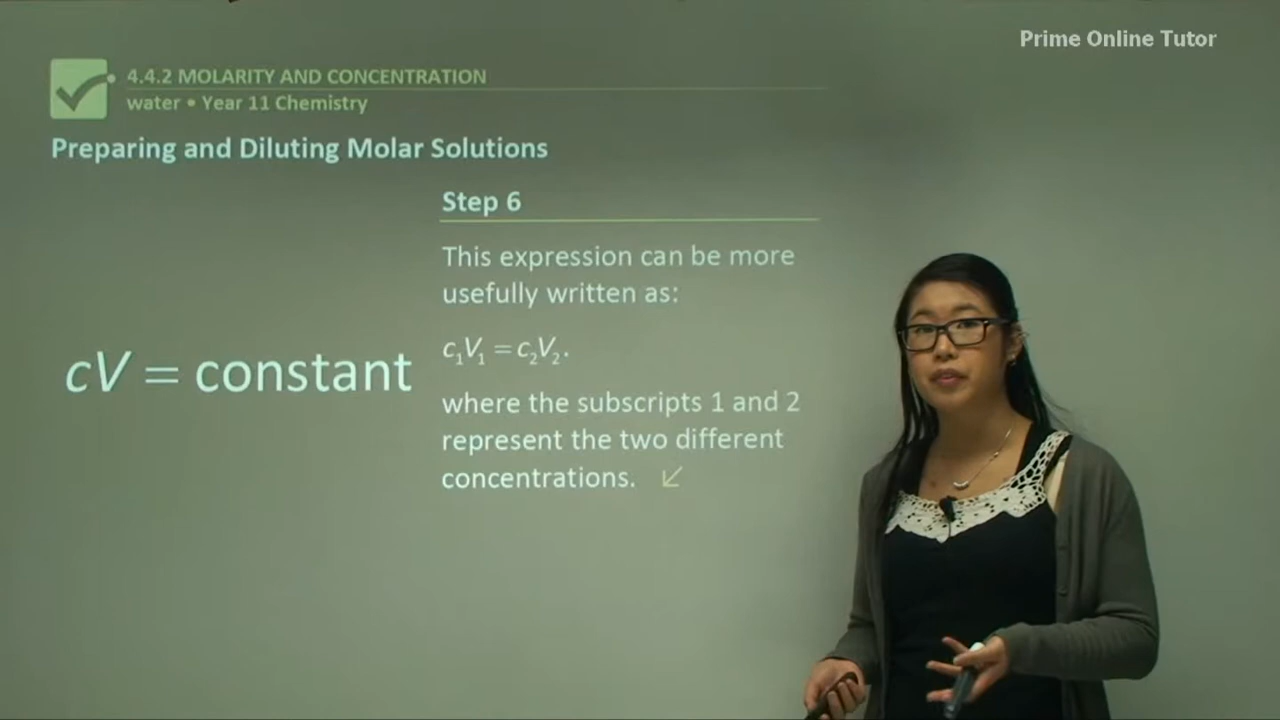 Prime Online Tutor
4.4.2 MOLARITY AND CONCENTRATION
water • Year 11 Chemistry
Preparing and Diluting Molar Solutions
Step 6
This expression can be more
usefully written as:
cV = constant
c₁V₁ = c₂V₂.
where the subscripts 1 and 2
represent the two different
concentrations.